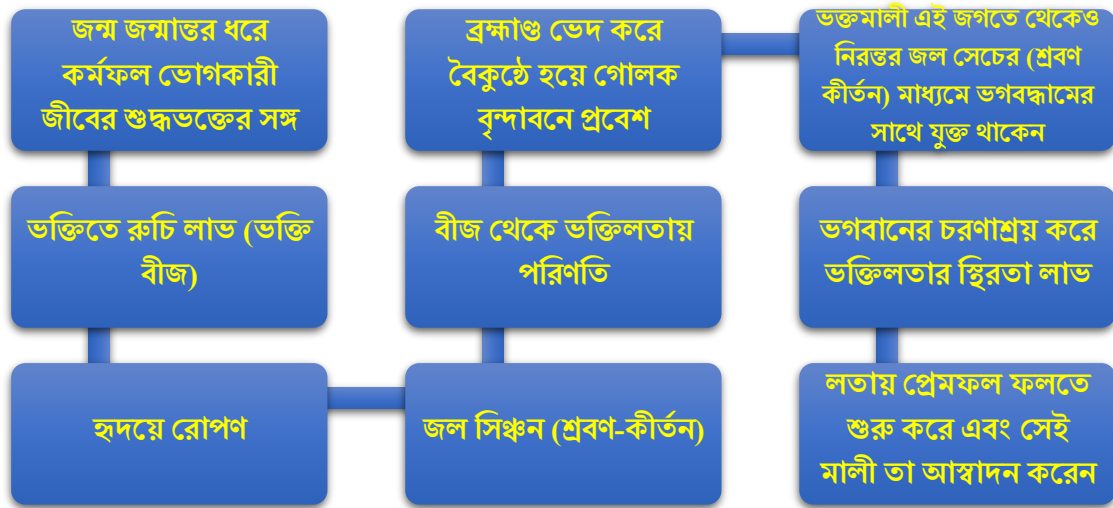 জন্ম জন্মান্তর ধরে
কর্মফল ভোগকারী
জীবের শুদ্ধভক্তের সঙ্গ
ভক্তিতে রুচি লাভ (ভক্তি
বীজ)
হৃদয়ে রোপণ
জল সিঞ্চন (শ্রবণ-কীর্তন)
বীজ থেকে ভক্তিলতায়
পরিণতি
ব্রহ্মাণ্ড ভেদ করে
বৈকুণ্ঠে হয়ে গোলক
বৃন্দাবনে প্রবেশ
ভক্তমালী এই জগতে থেকেও
নিরন্তর জল সেচের (শ্রবণ
কীর্তন) মাধ্যমে ভগবদ্ধামের
সাথে যুক্ত থাকেন
ভগবানের চরণাশ্রয় করে
ভক্তিলতার স্থিরতা লাভ
লতায় প্রেমফল ফলতে
শুরু করে এবং সেই
মালী তা আস্বাদন করেন